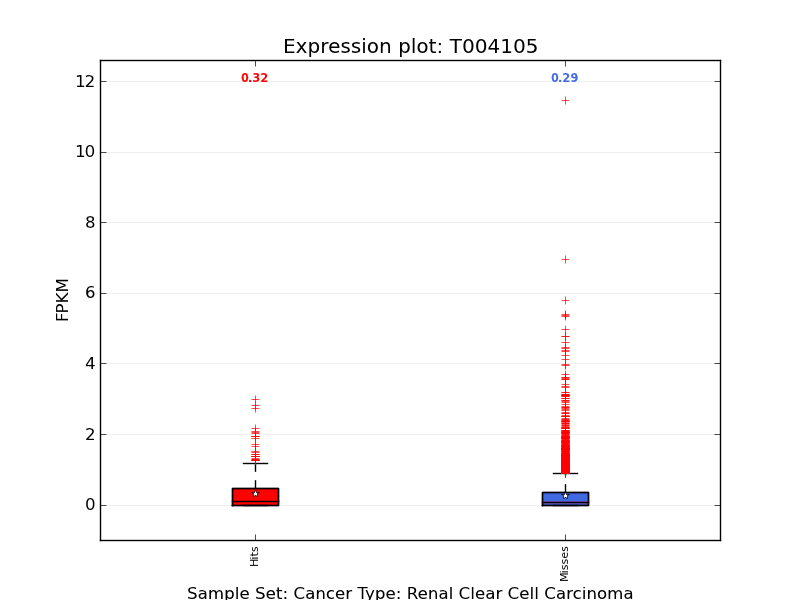 Expression plot: T004105
0.32
0.29
12
10
8
6
4
2
0
FPKM
Hits
Misses
Sample Set: Cancer Type: Renal Clear Cell Carcinoma